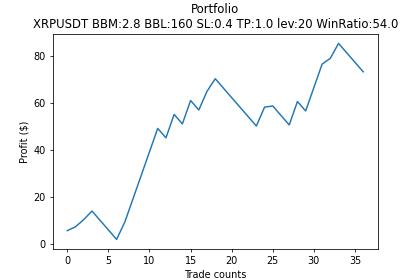 Portfolio
XRPUSDT BBM:2.8 BBL:160 SL:0.4 TP:1.0 lev:20 WinRatio:54.0
80
60
40
20
0
Profit ($)
0 5 10 15 20 25 30 35
Trade counts